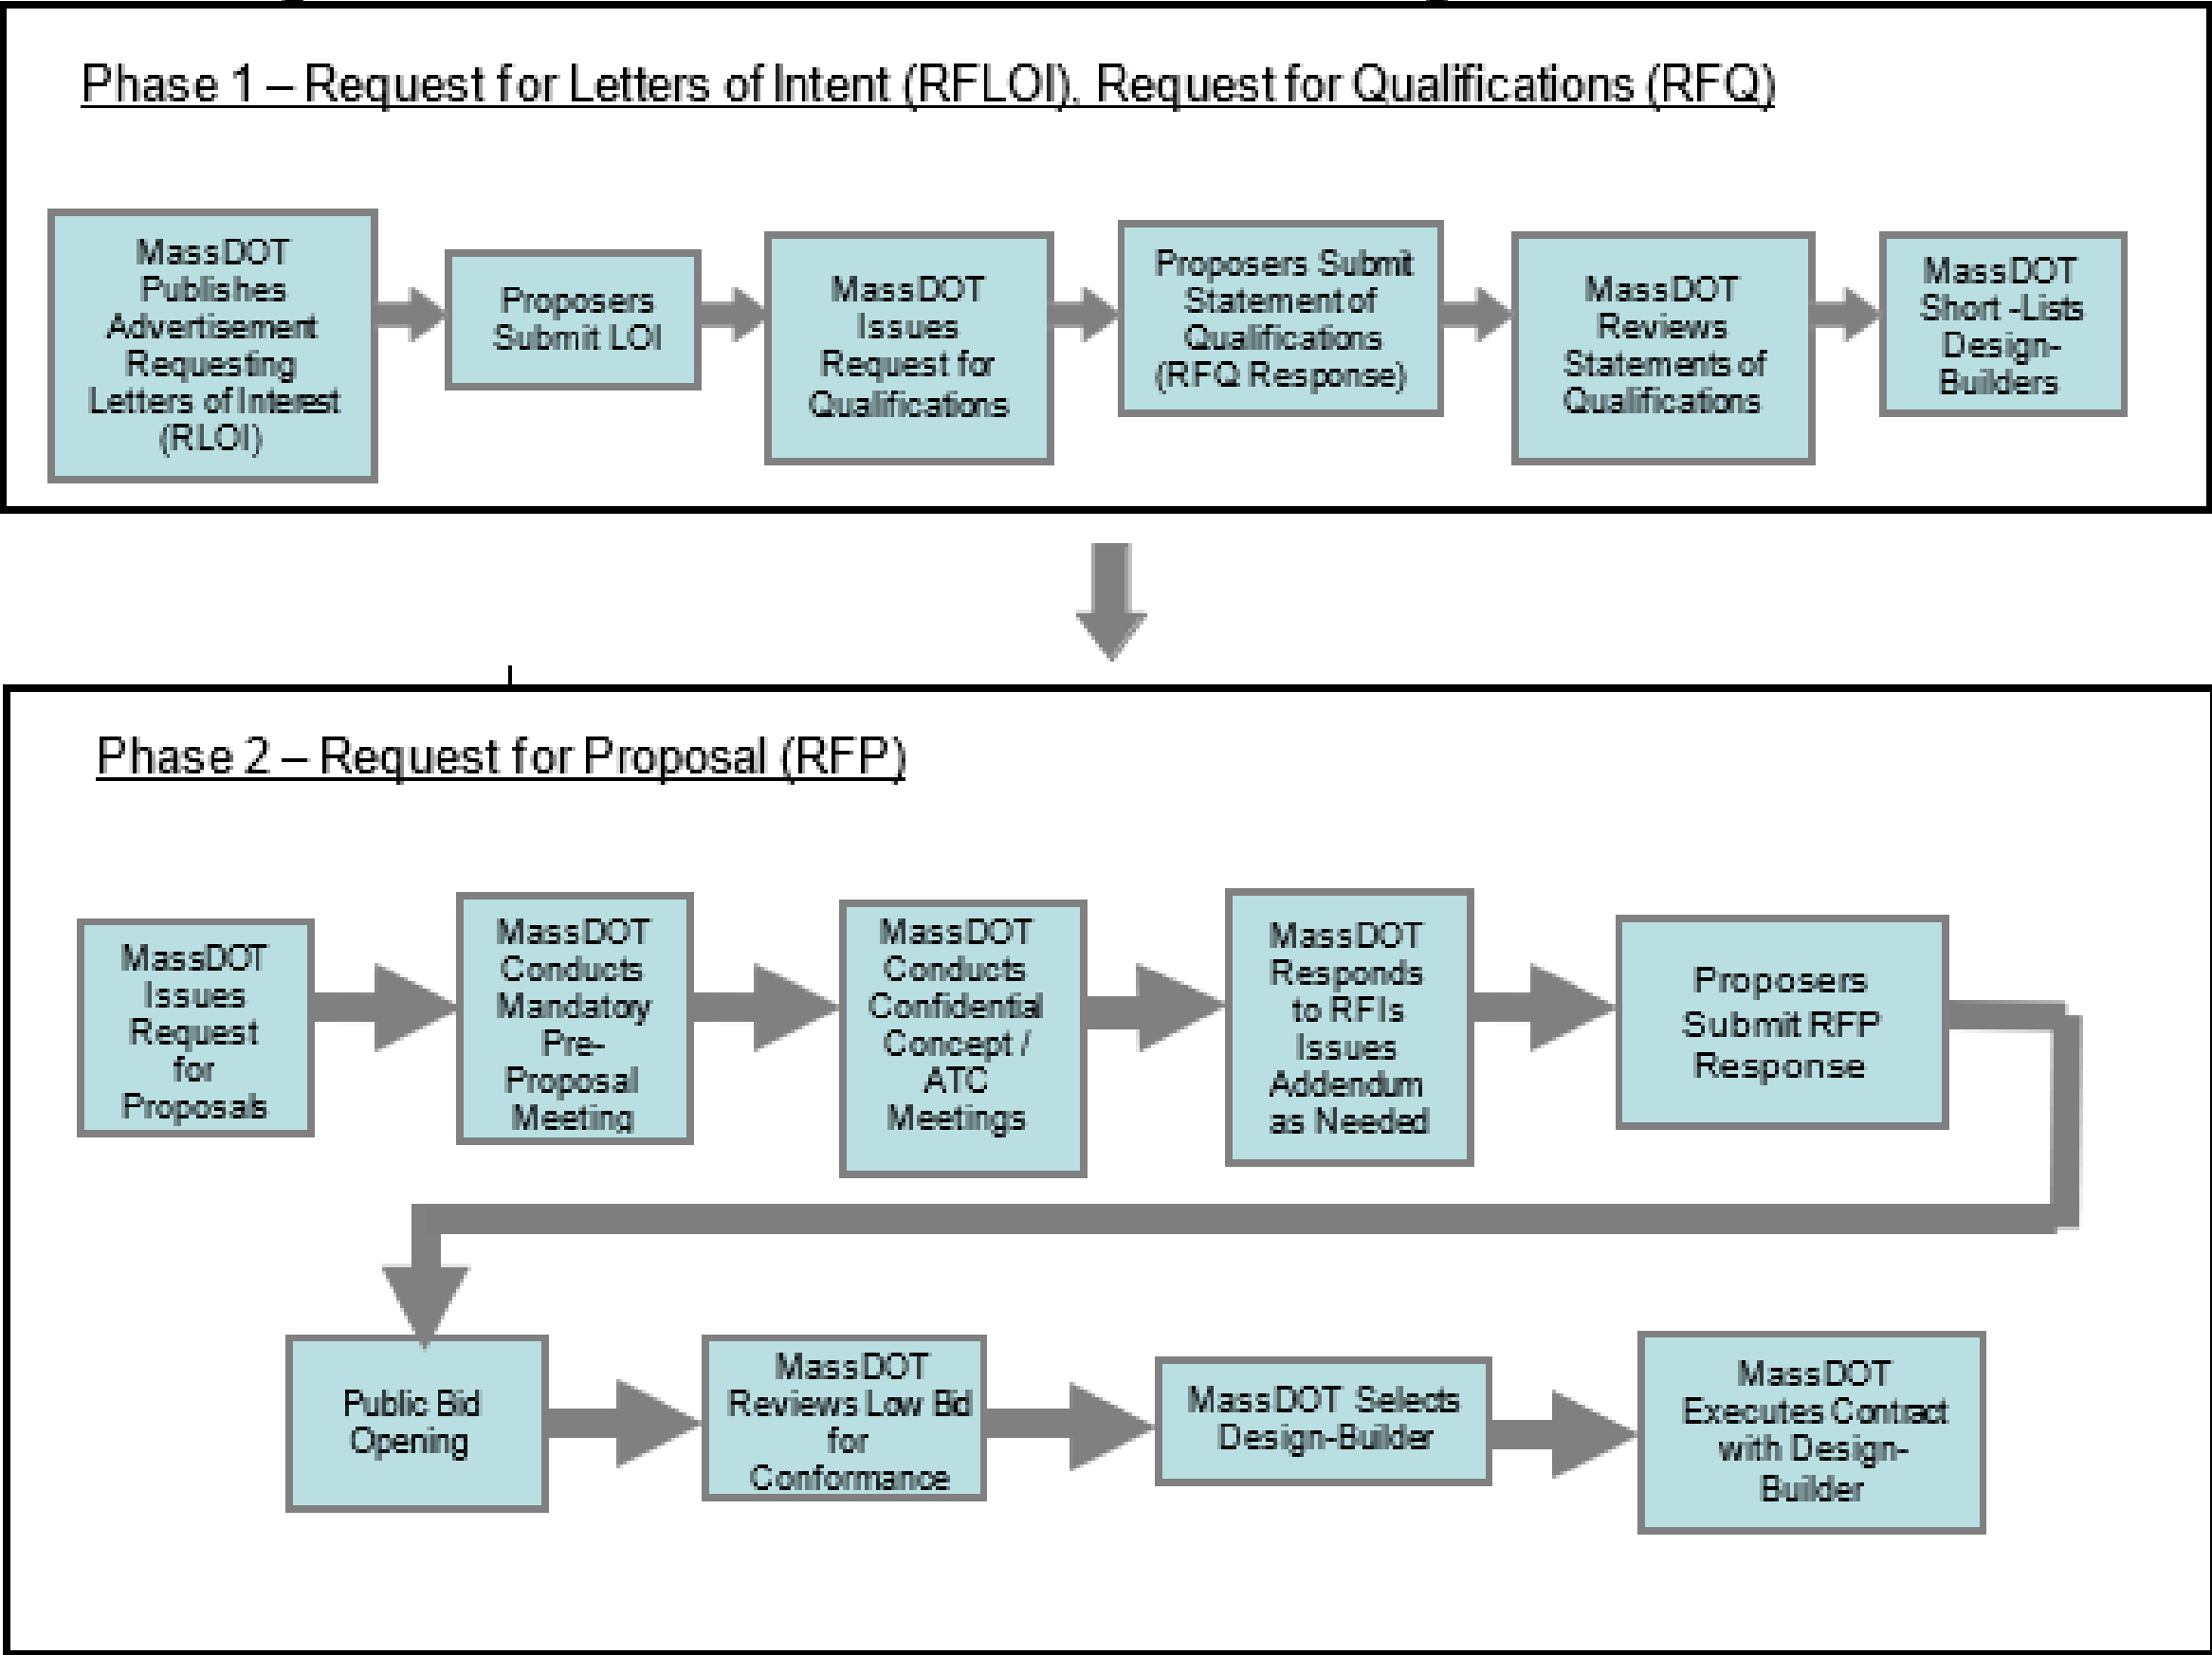 Phase 1 – Request for Letters of Intent (RFLOI), Request for Qualifications (RFQ)
MassDOT
Publishes
Advertisement
Requesting
Letters of Interest
(RLOI)
Proposers
Submit LOI
MassDOT
Issues
Request for
Qualifications
Proposers Submit
Statement of
Qualifications
(RFQ Response)
MassDOT
Reviews
Statements of
Qualifications
MassDOT
Short -Lists
Design-
Builders
Phase 2 – Request for Proposal (RFP)
MassDOT
Issues
Request
for
Proposals
MassDOT
Conducts
Mandatory
Pre-
Proposal
Meeting
MassDOT
Conducts
Confidential
Concept /
ATC
Meetings
MassDOT
Responds
to RFIs
Issues
Addendum
as Needed
Proposers
Submit RFP
Response
Public Bid
Opening
MassDOT
Reviews Low Bid
for
Conformance
MassDOT Selects
Design-Builder
MassDOT
Executes Contract
with Design-
Builder